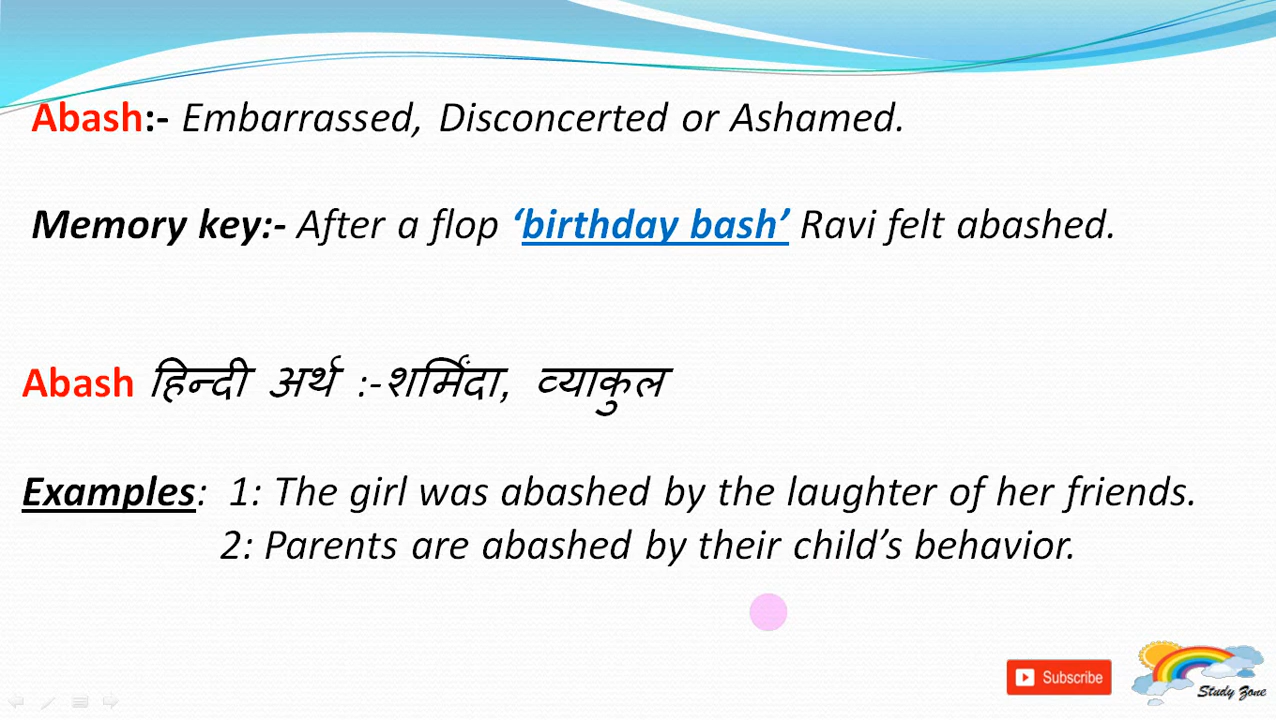 Abash:- Embarrassed, Disconcerted or Ashamed.
Memory key:- After a flop ‘birthday bash’ Ravi felt abashed.
Abash हिन्दी अर्थ :-शर्मिंदा, व्याकुल
Examples: 1: The girl was abashed by the laughter of her friends.
2: Parents are abashed by their child’s behavior.
Subscribe
Study Zone